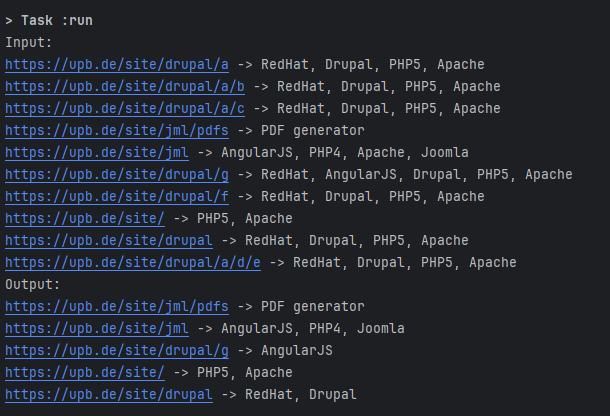 > Task :run
Input:
https://upb.de/site/drupal/a -> RedHat, Drupal, PHP5, Apache
https://upb.de/site/drupal/a/b -> RedHat, Drupal, PHP5, Apache
https://upb.de/site/drupal/a/c -> RedHat, Drupal, PHP5, Apache
https://upb.de/site/jml/pdfs -> PDF generator
https://upb.de/site/jml -> AngularJS, PHP4, Apache, Joomla
https://upb.de/site/drupal/g -> RedHat, AngularJS, Drupal, PHP5, Apache
https://upb.de/site/drupal/f -> RedHat, Drupal, PHP5, Apache
https://upb.de/site/ -> PHP5, Apache
https://upb.de/site/drupal -> RedHat, Drupal, PHP5, Apache
https://upb.de/site/drupal/a/d/e -> RedHat, Drupal, PHP5, Apache
Output:
https://upb.de/site/jml/pdfs -> PDF generator
https://upb.de/site/jml -> AngularJS, PHP4, Joomla
https://upb.de/site/drupal/g -> AngularJS
https://upb.de/site/ -> PHP5, Apache
https://upb.de/site/drupal -> RedHat, Drupal